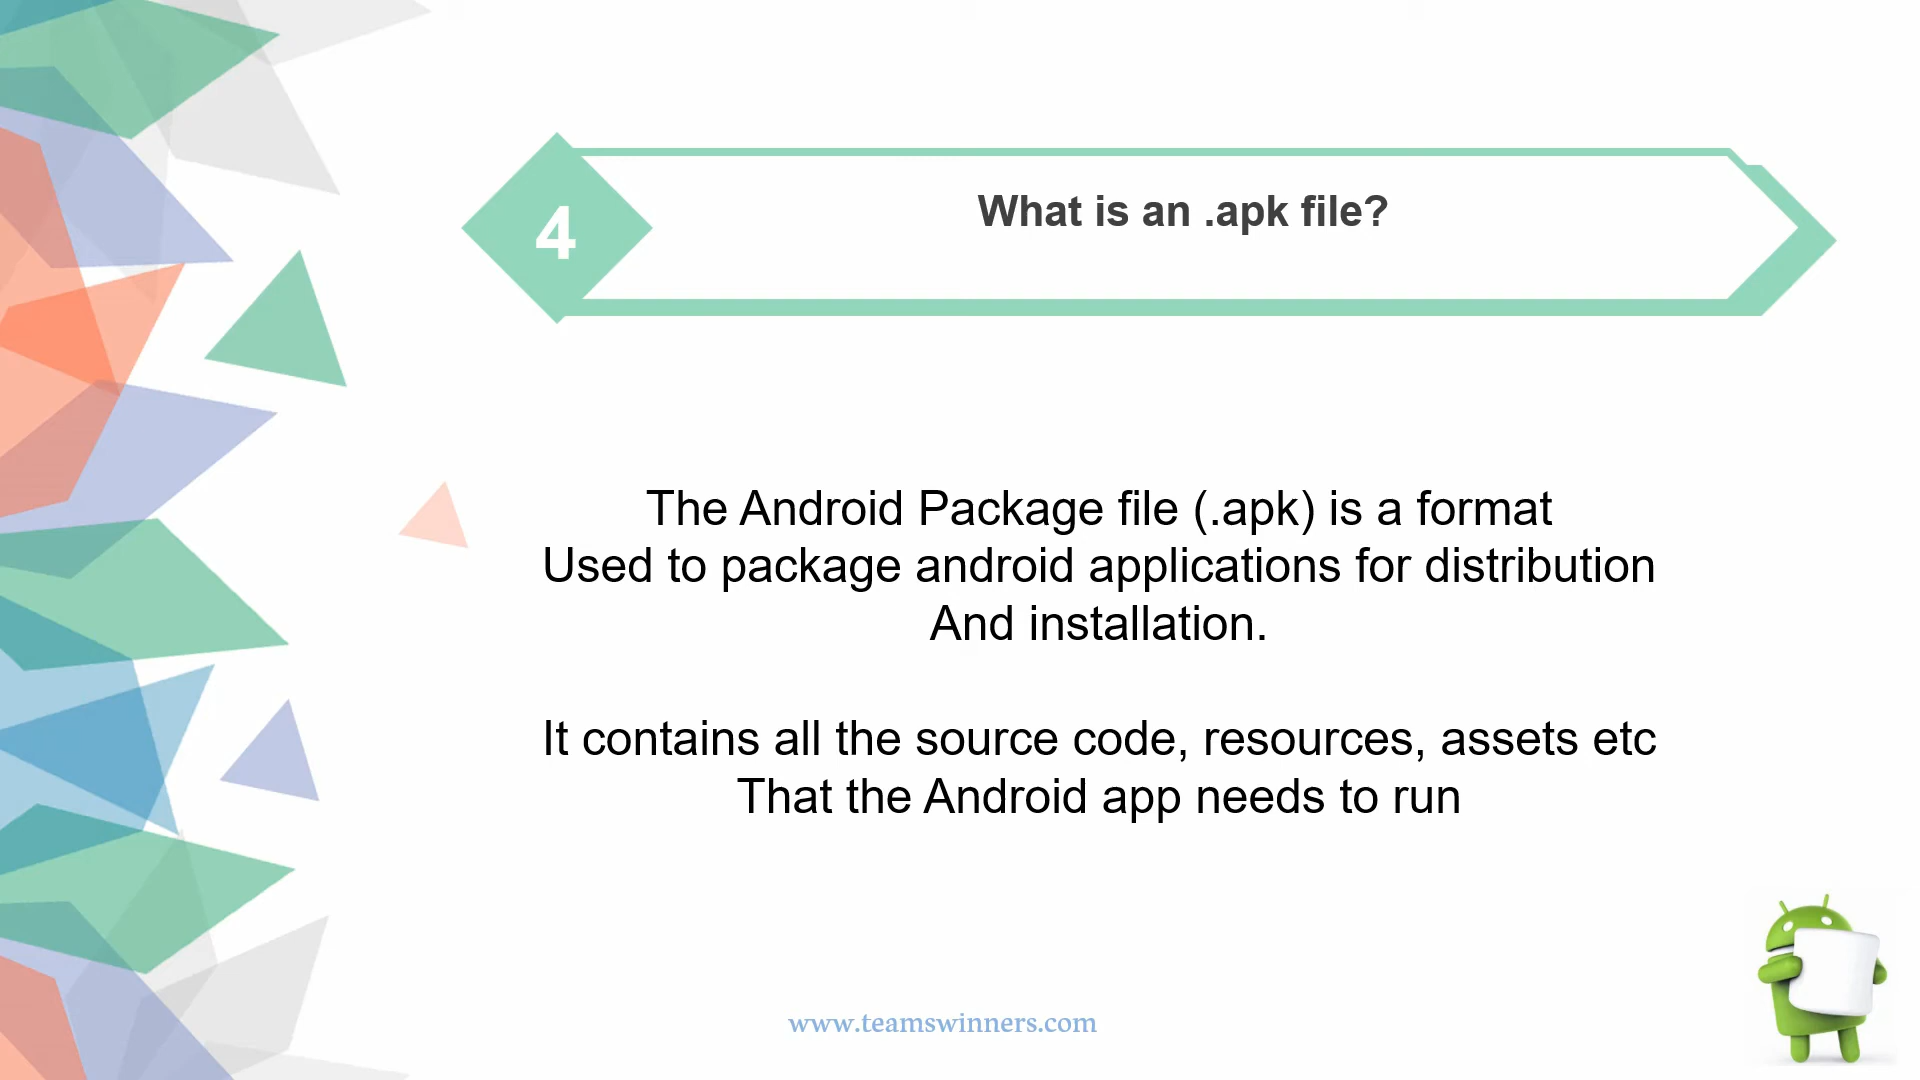 4
What is an .apk file?
The Android Package file (.apk) is a format
Used to package android applications for distribution
And installation.
It contains all the source code, resources, assets etc
That the Android app needs to run
www.teamswinners.com